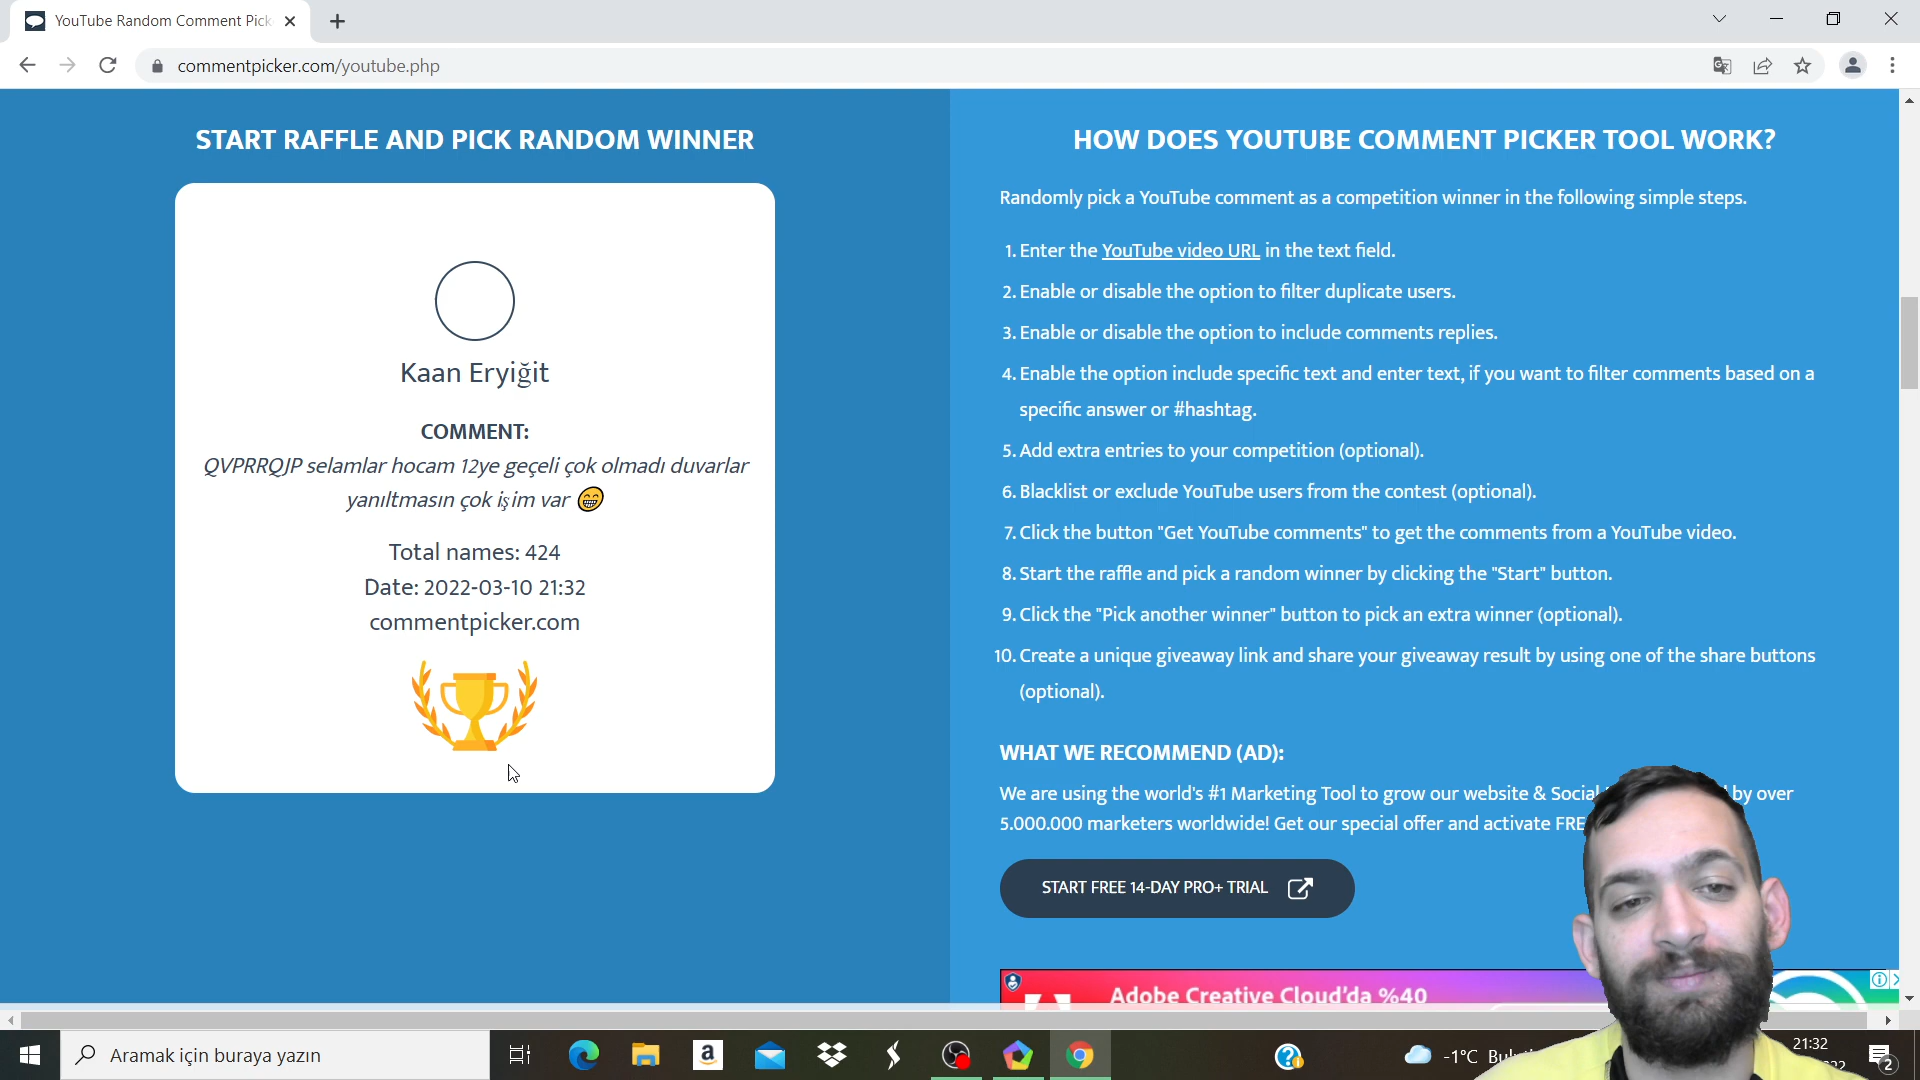 YouTube Random Comment Pick
commentpicker.com/youtube.php
START RAFFLE AND PICK RANDOM WINNER
Kaan Eryiğit
COMMENT:
QVPRRQJP selamlar hocam 12ye geçeli çok olmadı duvarlar
yanıltmasın çok işim var 😁
Total names: 424
Date: 2022-03-10 21:32
commentpicker.com
HOW DOES YOUTUBE COMMENT PICKER TOOL WORK?
Randomly pick a YouTube comment as a competition winner in the following simple steps.
1. Enter the YouTube video URL in the text field.
2. Enable or disable the option to filter duplicate users.
3. Enable or disable the option to include comments replies.
4. Enable the option include specific text and enter text, if you want to filter comments based on a
specific answer or #hashtag.
5. Add extra entries to your competition (optional).
6. Blacklist or exclude YouTube users from the contest (optional).
7. Click the button "Get YouTube comments" to get the comments from a YouTube video.
8. Start the raffle and pick a random winner by clicking the "Start" button.
9. Click the "Pick another winner" button to pick an extra winner (optional).
10. Create a unique giveaway link and share your giveaway result by using one of the share buttons
(optional).
WHAT WE RECOMMEND (AD):
We are using the world's #1 Marketing Tool to grow our website & Social by over
5.000.000 marketers worldwide! Get our special offer and activate FRE
START FREE 14-DAY PRO+ TRIAL
Adobe Creative Cloud'da %40
Aramak için buraya yazın
-1°C
21:32
2